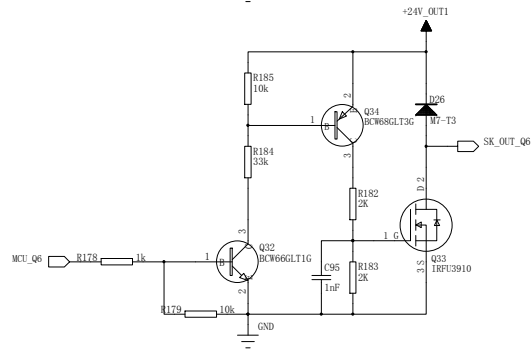 +24V_OUT1
R185
10k
2
Q34
BCW68GLT3G
1
B
3
D26
M7-T3
SK_OUT_Q6
R184
33k
R182
2K
D 2
1 G
3 S
Q33
IRFU3910
MCU_Q6
R178
1k
1
B
3
Q32
BCW66GLT1G
2
C95
1nF
R183
2K
R179
10k
GND